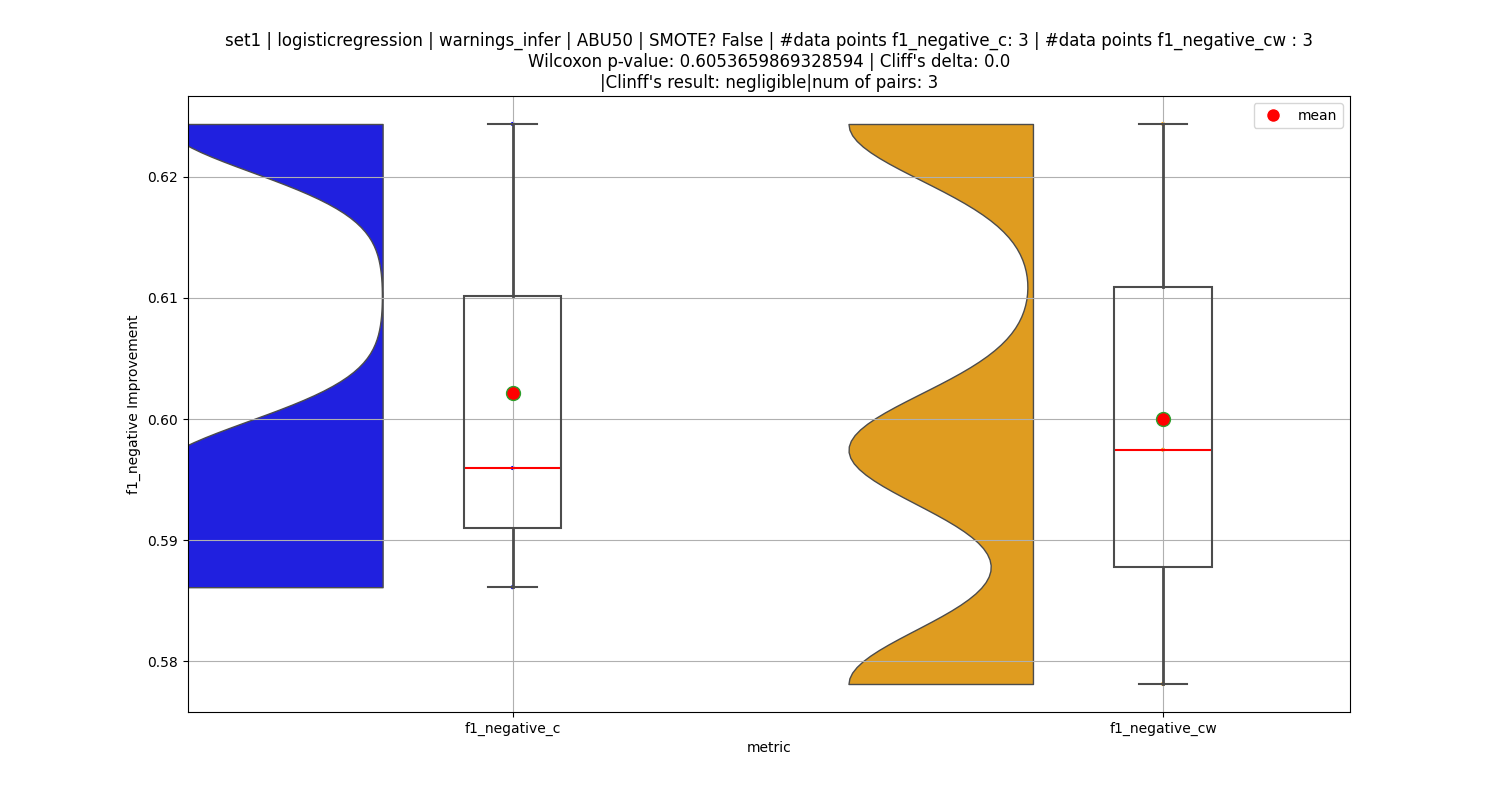 set1 | logisticregression | warnings_infer | ABU50 | SMOTE? False | #data points f1_negative_c: 3 | #data points f1_negative_cw : 3
Wilcoxon p-value: 0.6053659869328594 | Cliff's delta: 0.0
|Clinff's result: negligible|num of pairs: 3
mean
0.62
0.61
0.60
0.59
0.58
f1_negative Improvement
f1_negative_c
f1_negative_cw
metric